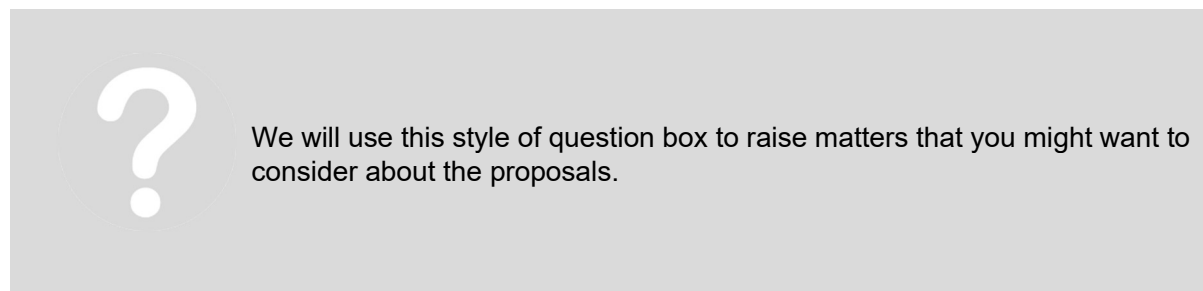 ?
We will use this style of question box to raise matters that you might want to
consider about the proposals.